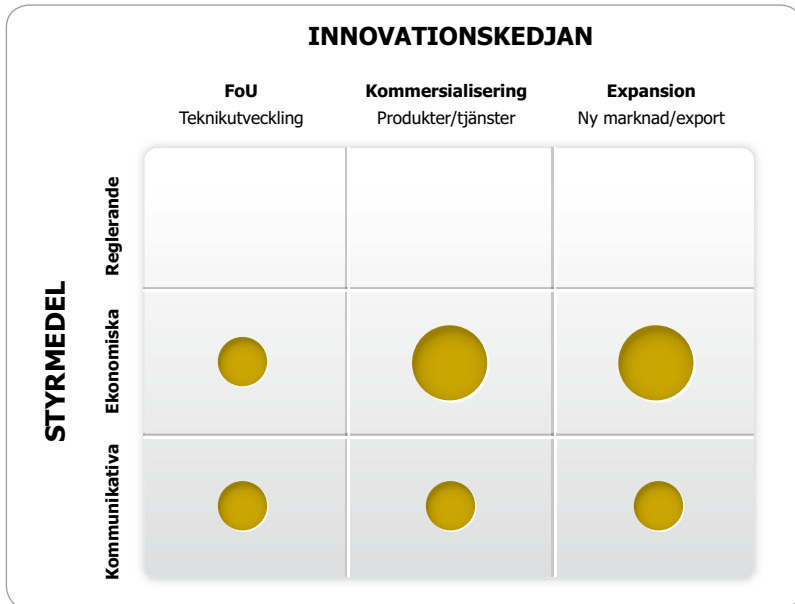 INNOVATIONSKEDJAN
FoU
Teknikutveckling
Kommersialisering
Produkter/tjänster
Expansion
Ny marknad/export
STYRMEDEL
Reglerande
Ekonomiska
Kommunikativa